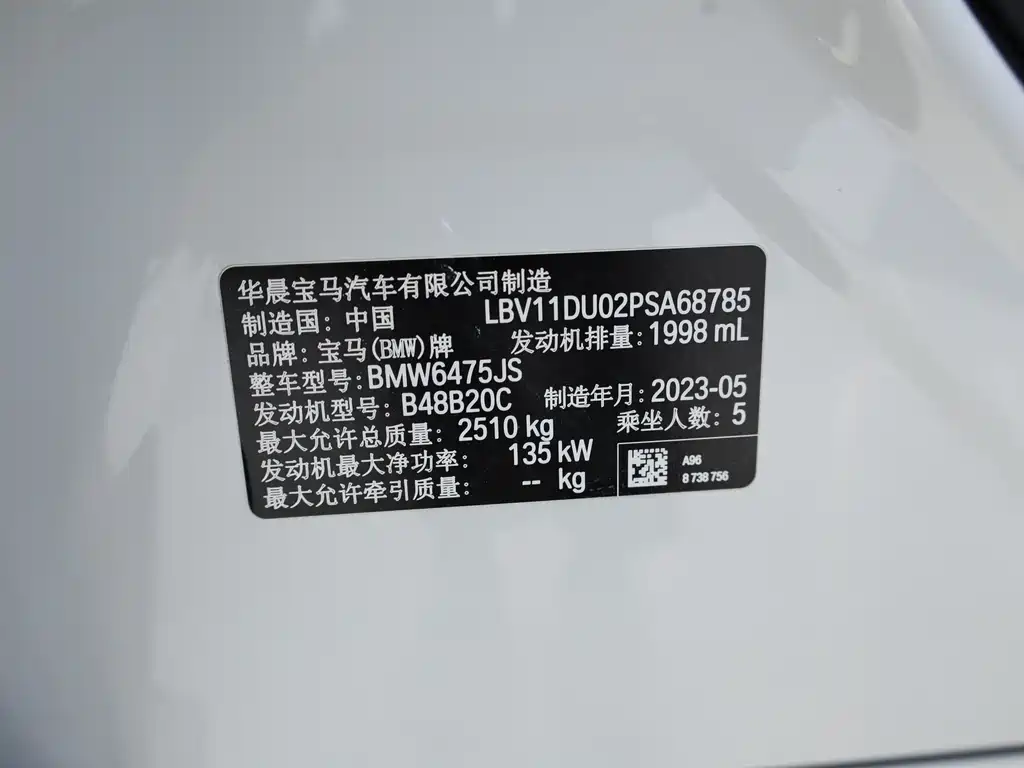 华晨宝马汽车有限公司制造
制造国: 中国 LBV11DU02PSA68785
品牌: 宝马(BMW)牌 发动机排量: 1998 mL
整车型号: BMW6475JS
发动机型号: B48B20C 制造年月: 2023-05
最大允许总质量: 2510 kg 乘坐人数: 5
发动机最大净功率: 135 kW
最大允许牵引质量: -- kg
A96
8 738 756